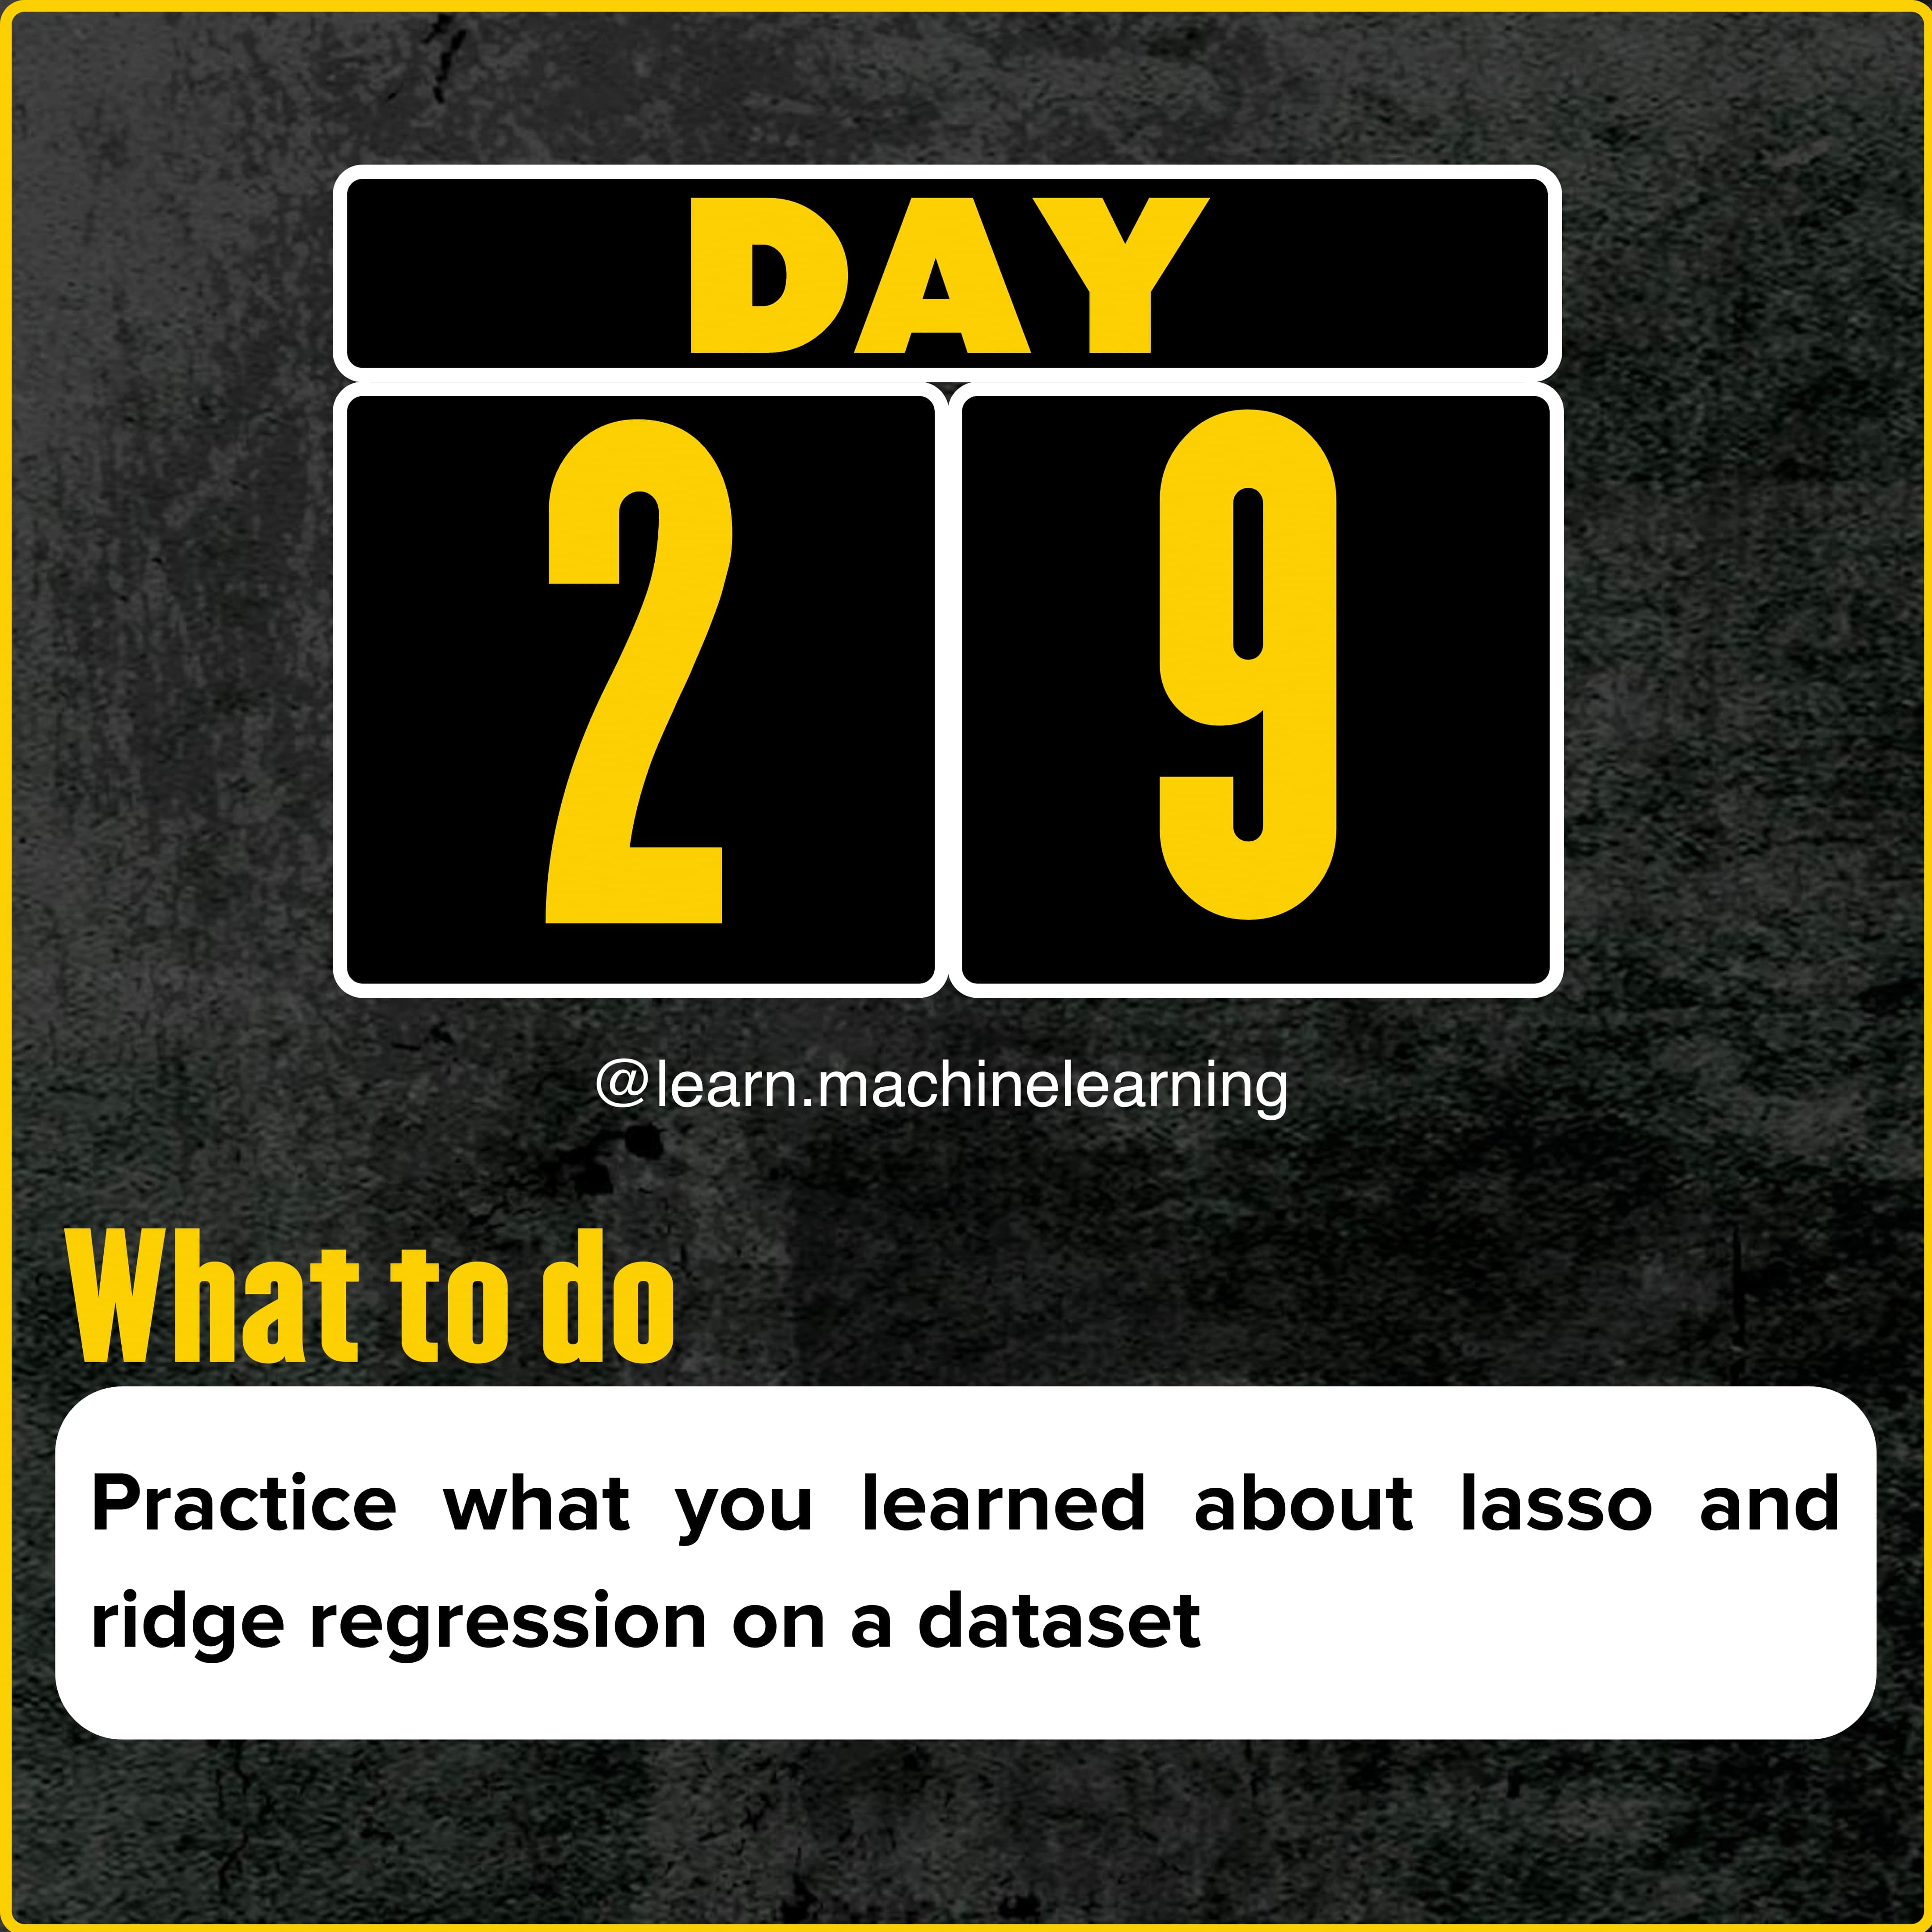 DAY
2 9
@learn.machinelearning
What to do
Practice what you learned about lasso and
ridge regression on a dataset